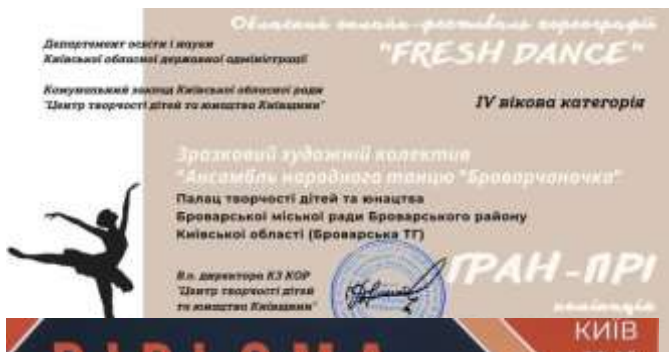 Обласний онлайн-фестиваль хореографії
"FRESH DANCE"
Департамент освіти і науки
Київської обласної державної адміністрації
Комунальний заклад Київської обласної ради
"Центр творчості дітей та юнацтва Київщини"
IV вікова категорія
Зразковий художній колектив
"Ансамбль народного танцю "Броварчаночка"
Палац творчості дітей та юнацтва
Броварської міської ради Броварського району
Київської області (Броварська ТГ)
ГРАН-ПРІ
номінація
В.о. директора КЗ КОР
"Центр творчості дітей
та юнацтва Київщини"
КИЇВ
DIPLOMA